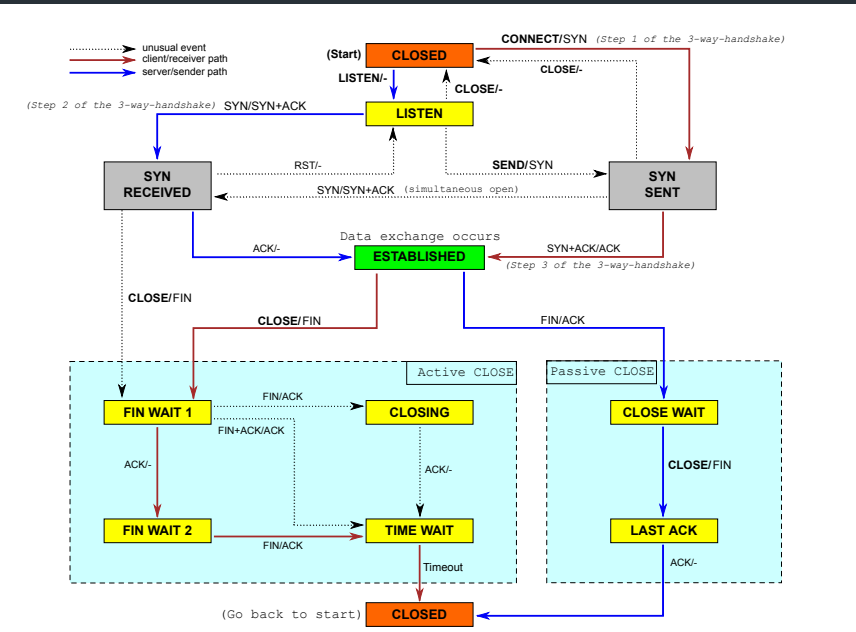 unusual event
client/receiver path
server/sender path
(Start)
CLOSED
CONNECT/SYN (Step 1 of the 3-way-handshake)
CLOSE/-
LISTEN/-
CLOSE/-
(Step 2 of the 3-way-handshake) SYN/SYN+ACK
LISTEN
RST/-
SEND/SYN
SYN
RECEIVED
SYN
SENT
SYN/SYN+ACK (simultaneous open)
Data exchange occurs
ACK/-
ESTABLISHED
SYN+ACK/ACK
(Step 3 of the 3-way-handshake)
CLOSE/FIN
CLOSE/FIN
FIN/ACK
Active CLOSE
Passive CLOSE
FIN WAIT 1
FIN/ACK
CLOSING
CLOSE WAIT
FIN+ACK/ACK
ACK/-
ACK/-
CLOSE/FIN
FIN WAIT 2
FIN/ACK
TIME WAIT
LAST ACK
Timeout
ACK/-
(Go back to start)
CLOSED